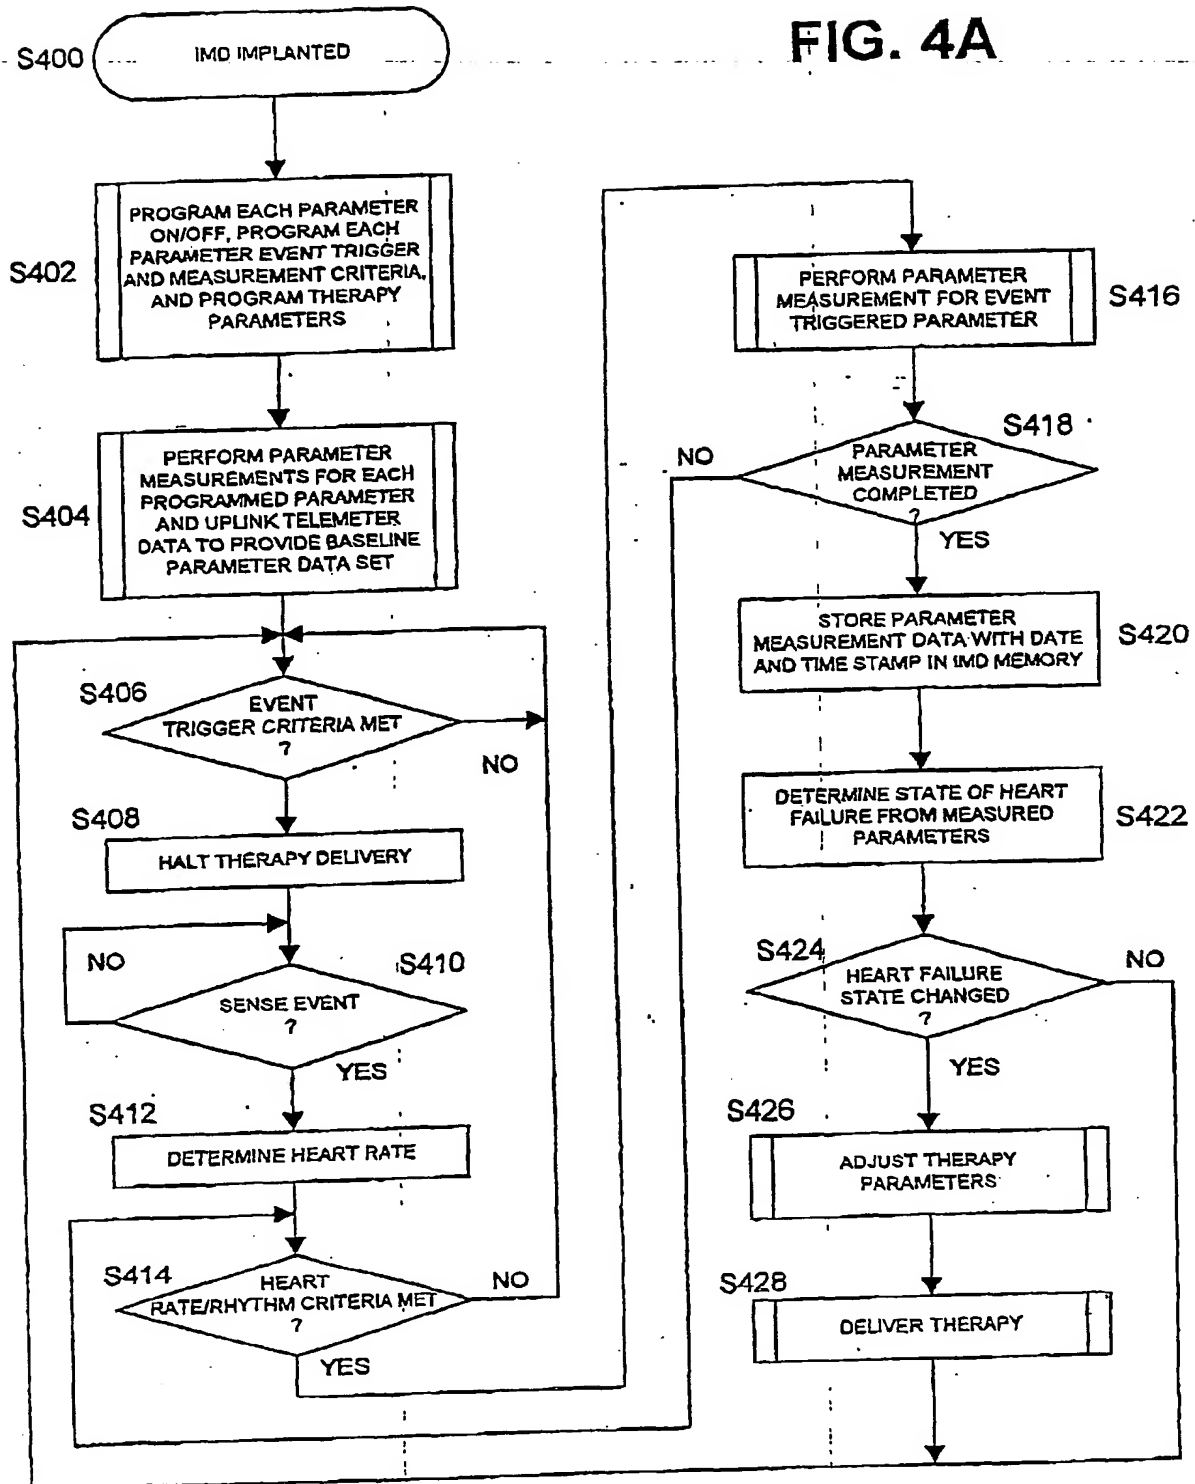 FIG. 4A
S400
IMD IMPLANTED
S402
PROGRAM EACH PARAMETER
ON/OFF, PROGRAM EACH
PARAMETER EVENT TRIGGER
AND MEASUREMENT CRITERIA,
AND PROGRAM THERAPY
PARAMETERS
S404
PERFORM PARAMETER
MEASUREMENTS FOR EACH
PROGRAMMED PARAMETER
AND UPLINK TELEMETER
DATA TO PROVIDE BASELINE
PARAMETER DATA SET
S406
EVENT
TRIGGER CRITERIA MET
?
NO
S408
HALT THERAPY DELIVERY
NO
S410
SENSE EVENT
?
YES
S412
DETERMINE HEART RATE
S414
HEART
RATE/RHYTHM CRITERIA MET
?
NO
YES
PERFORM PARAMETER
MEASUREMENT FOR EVENT
TRIGGERED PARAMETER
S416
S418
NO
PARAMETER
MEASUREMENT
COMPLETED
?
YES
STORE PARAMETER
MEASUREMENT DATA WITH DATE
AND TIME STAMP IN IMD MEMORY
S420
DETERMINE STATE OF HEART
FAILURE FROM MEASURED
PARAMETERS
S422
S424
HEART FAILURE
STATE CHANGED
?
NO
YES
S426
ADJUST THERAPY
PARAMETERS
S428
DELIVER THERAPY